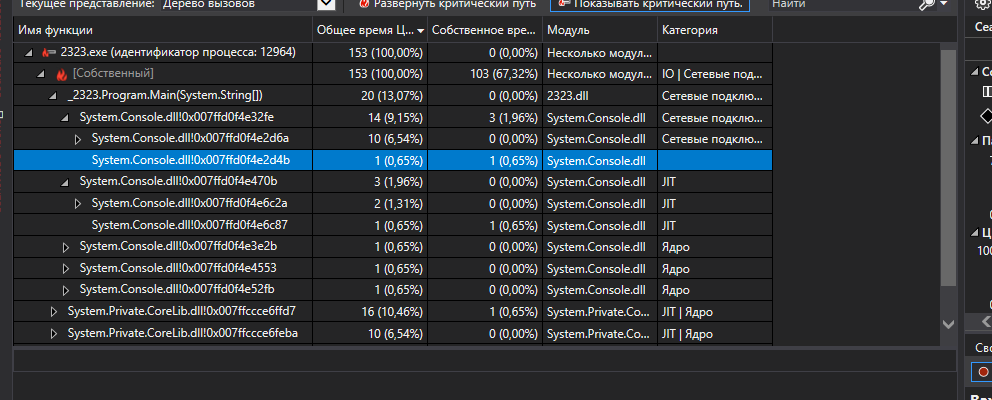 Текущее представление: Дерево вызовов Развернуть критический путь Показывать критический путь. Найти
Имя функции Общее время Ц... Собственное вре... Модуль Категория
2323.exe (идентификатор процесса: 12964) 153 (100,00%) 0 (0,00%) Несколько модул...
[Собственный] 153 (100,00%) 103 (67,32%) Несколько модул... IO | Сетевые под...
_2323.Program.Main(System.String[]) 20 (13,07%) 0 (0,00%) 2323.dll Сетевые подклю...
System.Console.dll!0x007ffd0f4e32fe 14 (9,15%) 3 (1,96%) System.Console.dll Сетевые подклю...
System.Console.dll!0x007ffd0f4e2d6a 10 (6,54%) 0 (0,00%) System.Console.dll Сетевые подклю...
System.Console.dll!0x007ffd0f4e2d4b 1 (0,65%) 1 (0,65%) System.Console.dll
System.Console.dll!0x007ffd0f4e470b 3 (1,96%) 0 (0,00%) System.Console.dll JIT
System.Console.dll!0x007ffd0f4e6c2a 2 (1,31%) 0 (0,00%) System.Console.dll JIT
System.Console.dll!0x007ffd0f4e6c87 1 (0,65%) 1 (0,65%) System.Console.dll JIT
System.Console.dll!0x007ffd0f4e3e2b 1 (0,65%) 0 (0,00%) System.Console.dll Ядро
System.Console.dll!0x007ffd0f4e4553 1 (0,65%) 0 (0,00%) System.Console.dll Ядро
System.Console.dll!0x007ffd0f4e52fb 1 (0,65%) 0 (0,00%) System.Console.dll Ядро
System.Private.CoreLib.dll!0x007ffccce6ffd7 16 (10,46%) 1 (0,65%) System.Private.Co... JIT | Ядро
System.Private.CoreLib.dll!0x007ffccce6feba 10 (6,54%) 0 (0,00%) System.Private.Co... JIT | Ядро